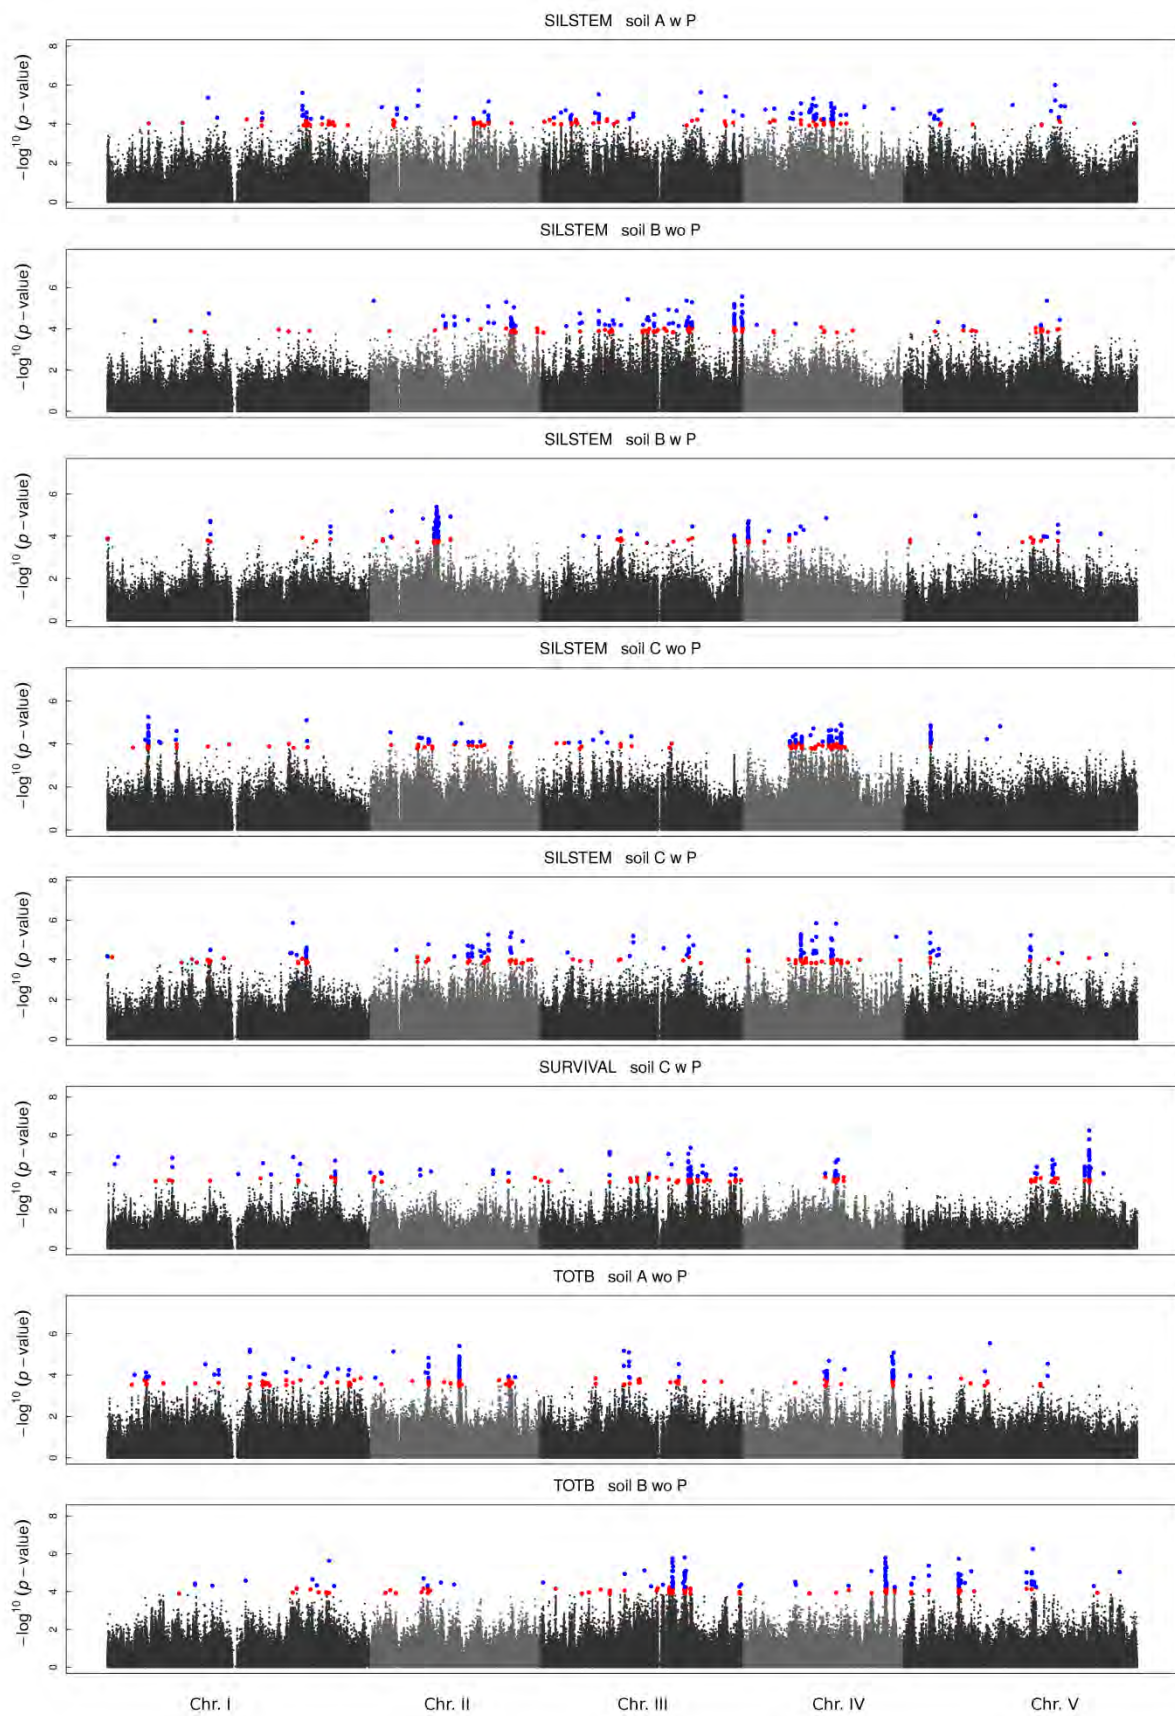 SILSTEM soil A w P
−log¹⁰ (p − value)
8
6
4
2
0
SILSTEM soil B wo P
−log¹⁰ (p − value)
6
4
2
0
SILSTEM soil B w P
−log¹⁰ (p − value)
6
4
2
0
SILSTEM soil C wo P
−log¹⁰ (p − value)
6
4
2
0
SILSTEM soil C w P
−log¹⁰ (p − value)
8
6
4
2
0
SURVIVAL soil C w P
−log¹⁰ (p − value)
8
6
4
2
0
TOTB soil A wo P
−log¹⁰ (p − value)
6
4
2
0
TOTB soil B wo P
−log¹⁰ (p − value)
8
6
4
2
0
Chr. I Chr. II Chr. III Chr. IV Chr. V